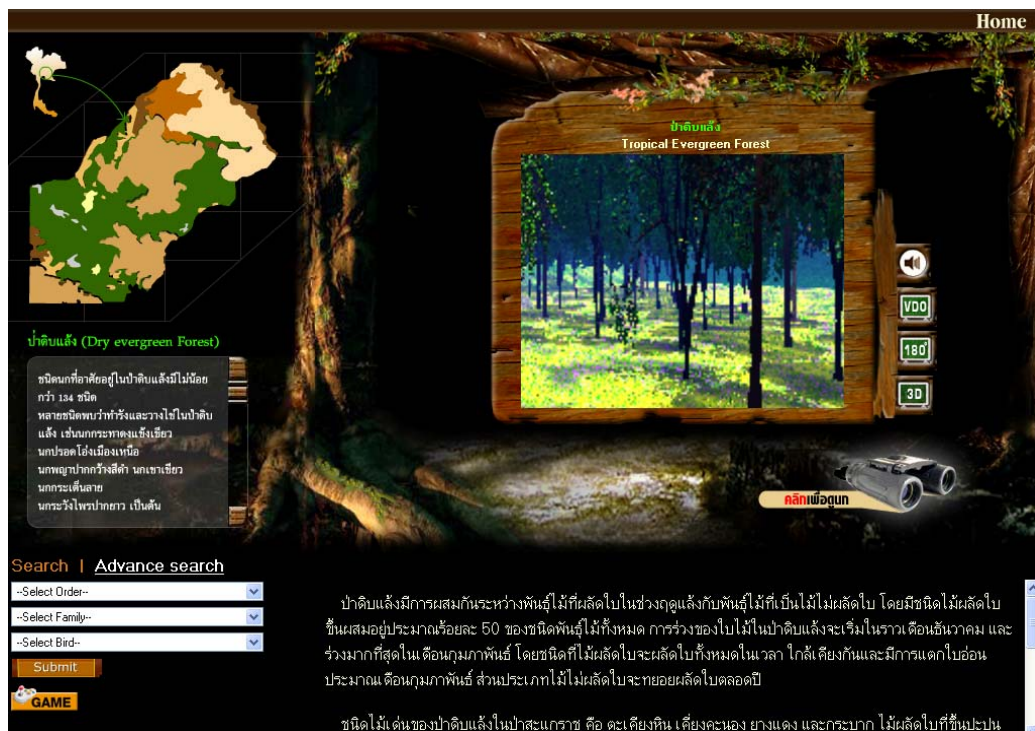 Home
ป่าดิบแล้ง
Tropical Evergreen Forest
VDO
180°
3D
ป่าดิบแล้ง (Dry evergreen Forest)
ชนิดนกที่อาศัยอยู่ในป่าดิบแล้งมีไม่น้อย
กว่า 134 ชนิด
หลายชนิดพบว่าทำรังและวางไข่ในป่าดิบ
แล้ง เช่นนกกระทาดงแข้งเขียว
นกปรอดโอ่งเมืองเหนือ
นกพญาปากกว้างสีดำ นกเขาเขียว
นกกระเต็นลาย
นกระวังไพรปากยาว เป็นต้น
คลิกเพื่อดูนก
Search | Advance search
--Select Order--
--Select Family--
--Select Bird--
Submit
GAME
ป่าดิบแล้งมีการผสมกันระหว่างพันธุ์ไม้ที่ผลัดใบในช่วงฤดูแล้งกับพันธุ์ไม้ที่เป็นไม้ไม่ผลัดใบ โดยมีชนิดไม้ผลัดใบ
ขึ้นผสมอยู่ประมาณร้อยละ 50 ของชนิดพันธุ์ไม้ทั้งหมด การร่วงของใบไม้ในป่าดิบแล้งจะเริ่มในราวเดือนธันวาคม และ
ร่วงมากที่สุดในเดือนกุมภาพันธ์ โดยชนิดที่ไม้ผลัดใบจะผลัดใบทั้งหมดในเวลา ใกล้เคียงกันและมีการแตกใบอ่อน
ประมาณเดือนกุมภาพันธ์ ส่วนประเภทไม้ไม่ผลัดใบจะทยอยผลัดใบตลอดปี
ชนิดไม้เด่นของป่าดิบแล้งในป่าสะแกราช คือ ตะเคียงหิน เคี่ยงคะนอง ยางแดง และกระบาก ไม้ผลัดใบที่ขึ้นปะปน